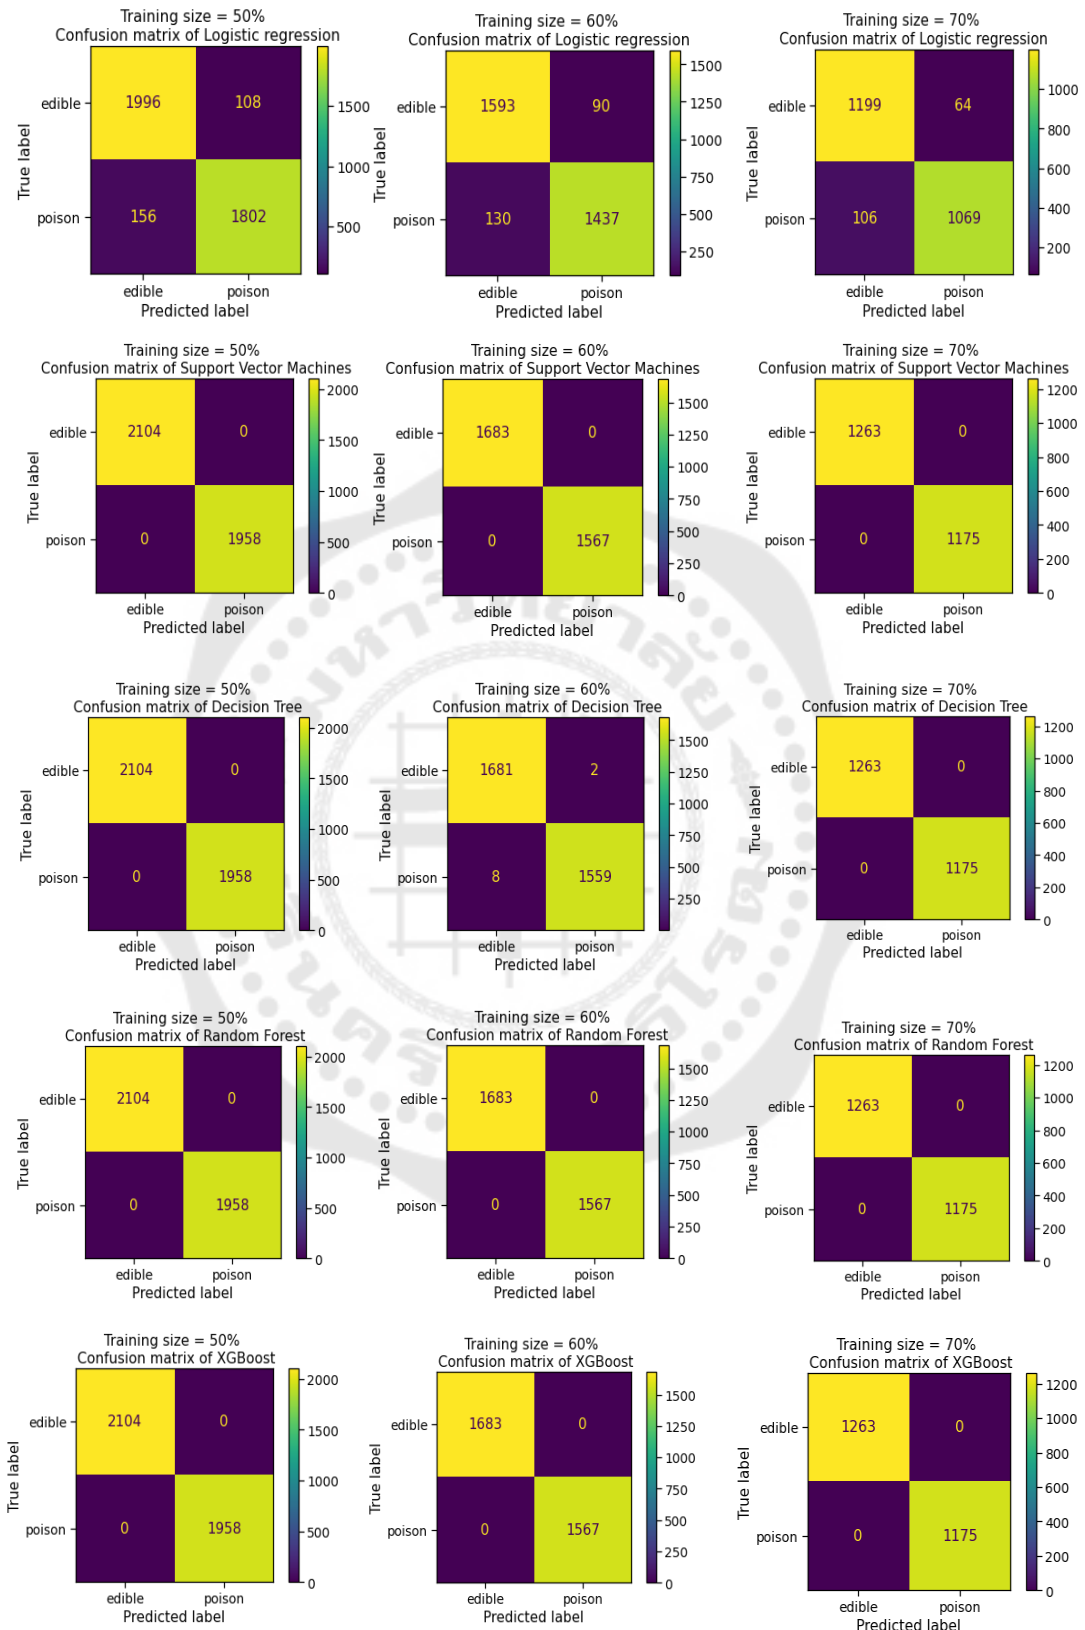 Training size = 50%
Confusion matrix of Logistic regression
edible
poison
True label
1996 108
156 1802
1500
1000
500
edible poison
Predicted label
Training size = 60%
Confusion matrix of Logistic regression
edible
poison
True label
1593 90
130 1437
1500
1250
1000
750
500
250
edible poison
Predicted label
Training size = 70%
Confusion matrix of Logistic regression
edible
poison
True label
1199 64
106 1069
1000
800
600
400
200
edible poison
Predicted label
Training size = 50%
Confusion matrix of Support Vector Machines
edible
poison
True label
2104 0
0 1958
2000
1500
1000
500
0
edible poison
Predicted label
Training size = 60%
Confusion matrix of Support Vector Machines
edible
poison
True label
1683 0
0 1567
1500
1250
1000
750
500
250
0
edible poison
Predicted label
Training size = 70%
Confusion matrix of Support Vector Machines
edible
poison
True label
1263 0
0 1175
1200
1000
800
600
400
200
0
edible poison
Predicted label
Training size = 50%
Confusion matrix of Decision Tree
edible
poison
True label
2104 0
0 1958
2000
1500
1000
500
0
edible poison
Predicted label
Training size = 60%
Confusion matrix of Decision Tree
edible
poison
True label
1681 2
8 1559
1500
1250
1000
750
500
250
edible poison
Predicted label
Training size = 70%
Confusion matrix of Decision Tree
edible
poison
True label
1263 0
0 1175
1200
1000
800
600
400
200
0
edible poison
Predicted label
Training size = 50%
Confusion matrix of Random Forest
edible
poison
True label
2104 0
0 1958
2000
1500
1000
500
0
edible poison
Predicted label
Training size = 60%
Confusion matrix of Random Forest
edible
poison
True label
1683 0
0 1567
1500
1250
1000
750
500
250
0
edible poison
Predicted label
Training size = 70%
Confusion matrix of Random Forest
edible
poison
True label
1263 0
0 1175
1200
1000
800
600
400
200
0
edible poison
Predicted label
Training size = 50%
Confusion matrix of XGBoost
edible
poison
True label
2104 0
0 1958
2000
1500
1000
500
0
edible poison
Predicted label
Training size = 60%
Confusion matrix of XGBoost
edible
poison
True label
1683 0
0 1567
1500
1250
1000
750
500
250
0
edible poison
Predicted label
Training size = 70%
Confusion matrix of XGBoost
edible
poison
True label
1263 0
0 1175
1200
1000
800
600
400
200
0
edible poison
Predicted label